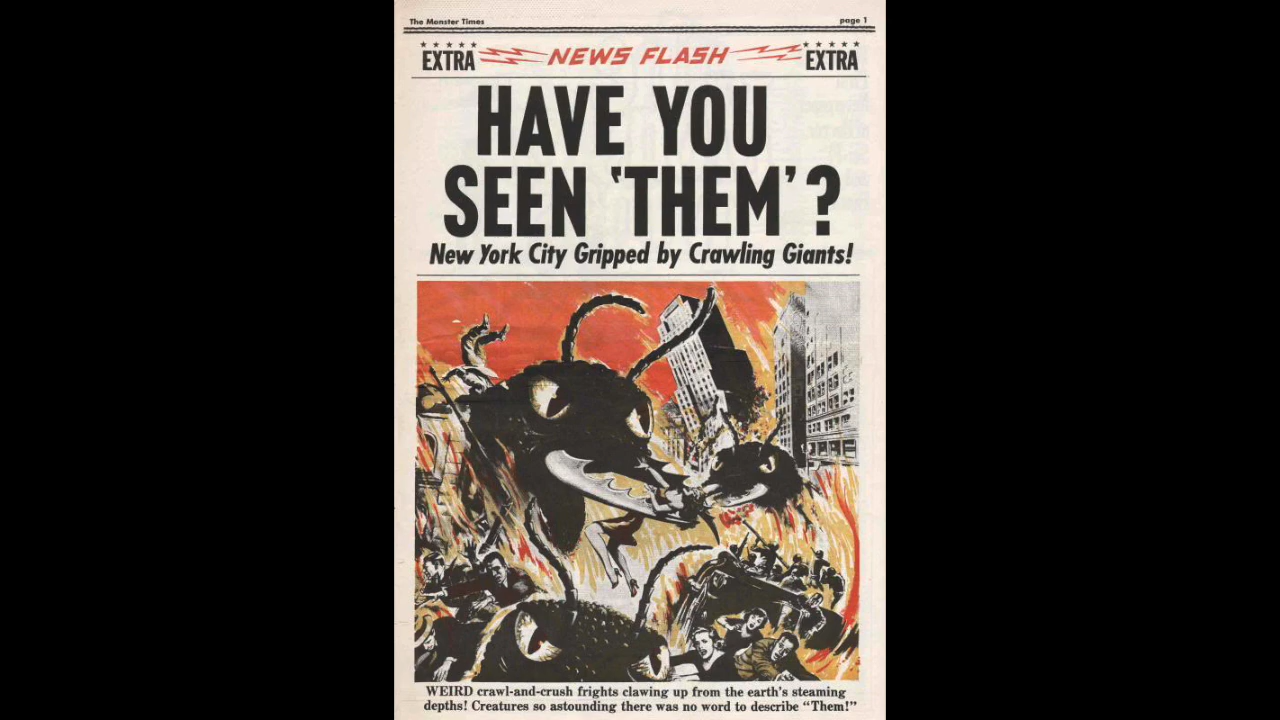 The Monster Times
page 1
EXTRA
NEWS FLASH
EXTRA
HAVE YOU
SEEN 'THEM'?
New York City Gripped by Crawling Giants!
WEIRD crawl-and-crush frights clawing up from the earth's steaming
depths! Creatures so astounding there was no word to describe "Them!"